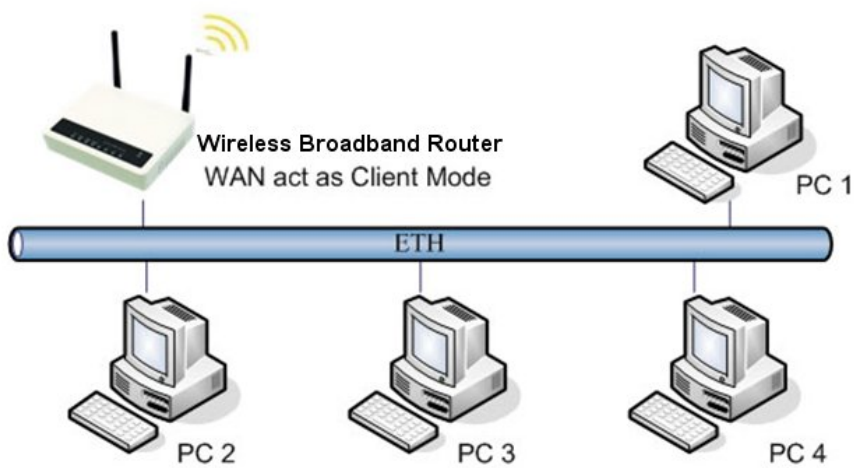 Wireless Broadband Router
WAN act as Client Mode
PC 1
ETH
PC 2
PC 3
PC 4